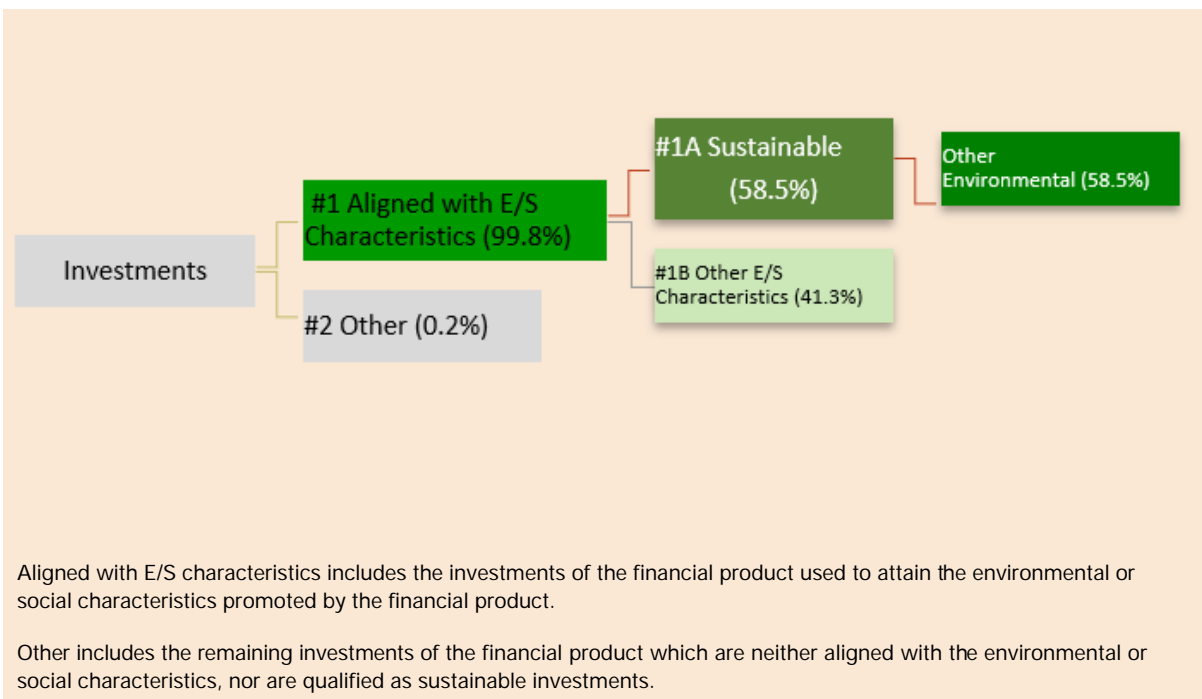 Investments
#1 Aligned with E/S
Characteristics (99.8%)
#2 Other (0.2%)
#1A Sustainable
(58.5%)
#1B Other E/S
Characteristics (41.3%)
Other
Environmental (58.5%)
Aligned with E/S characteristics includes the investments of the financial product used to attain the environmental or
social characteristics promoted by the financial product.
Other includes the remaining investments of the financial product which are neither aligned with the environmental or
social characteristics, nor are qualified as sustainable investments.